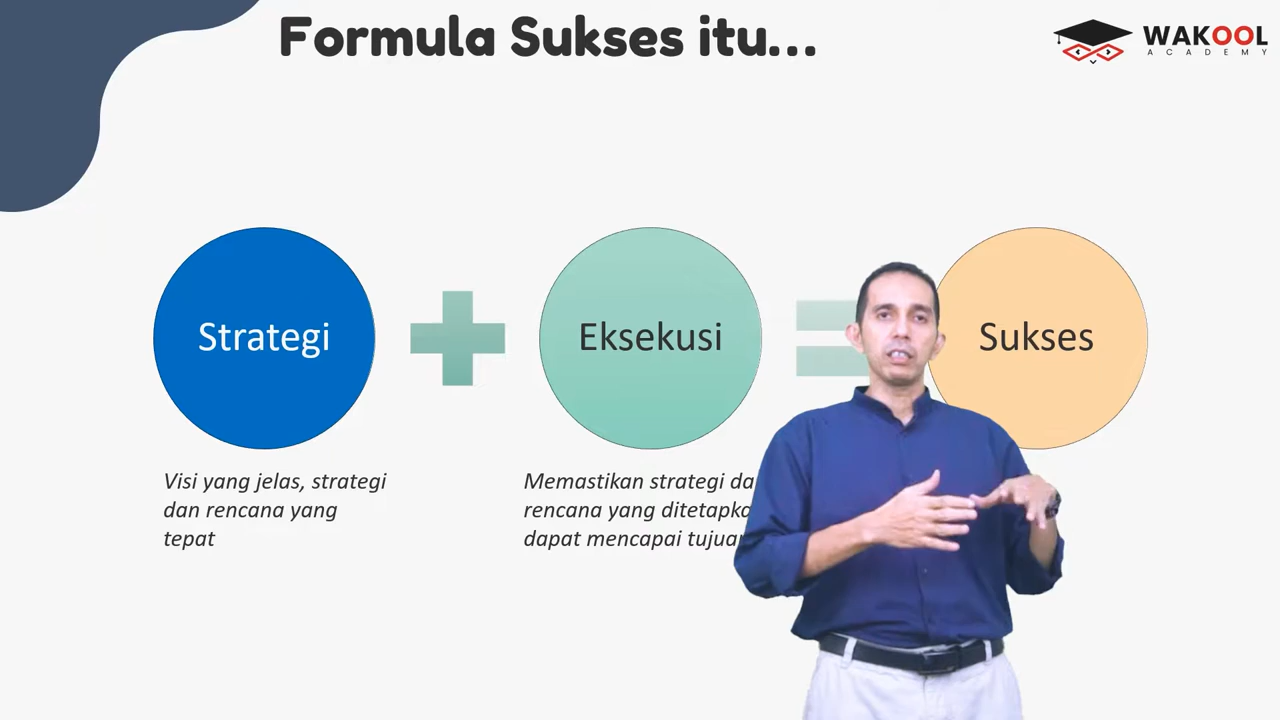 Formula Sukses itu...
WAKOOL
ACADEMY
Strategi
Eksekusi
Sukses
Visi yang jelas, strategi
dan rencana yang
tepat
Memastikan strategi
rencana yang
dapat mencapai